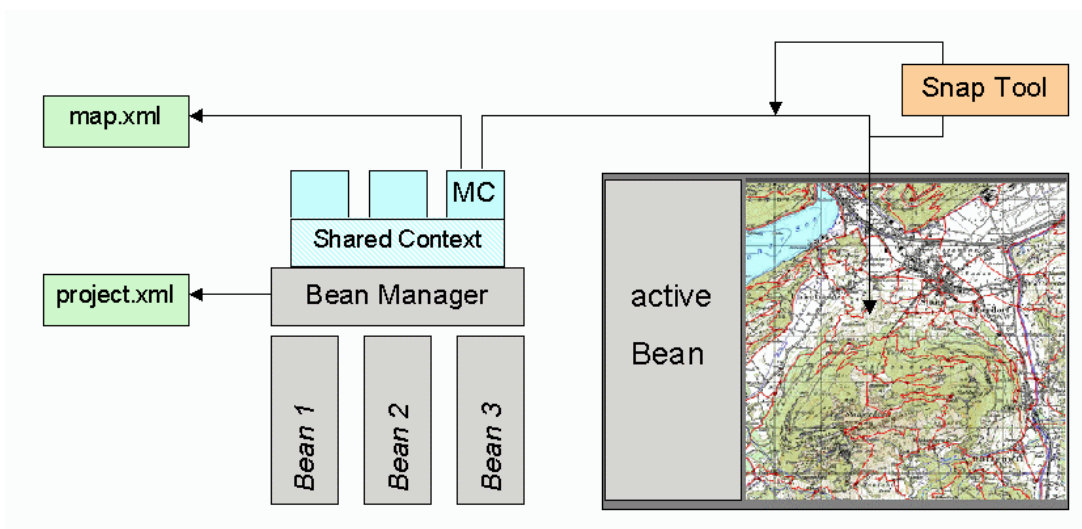 Snap Tool
map.xml
MC
Shared Context
project.xml
Bean Manager
active
Bean
Bean 1
Bean 2
Bean 3